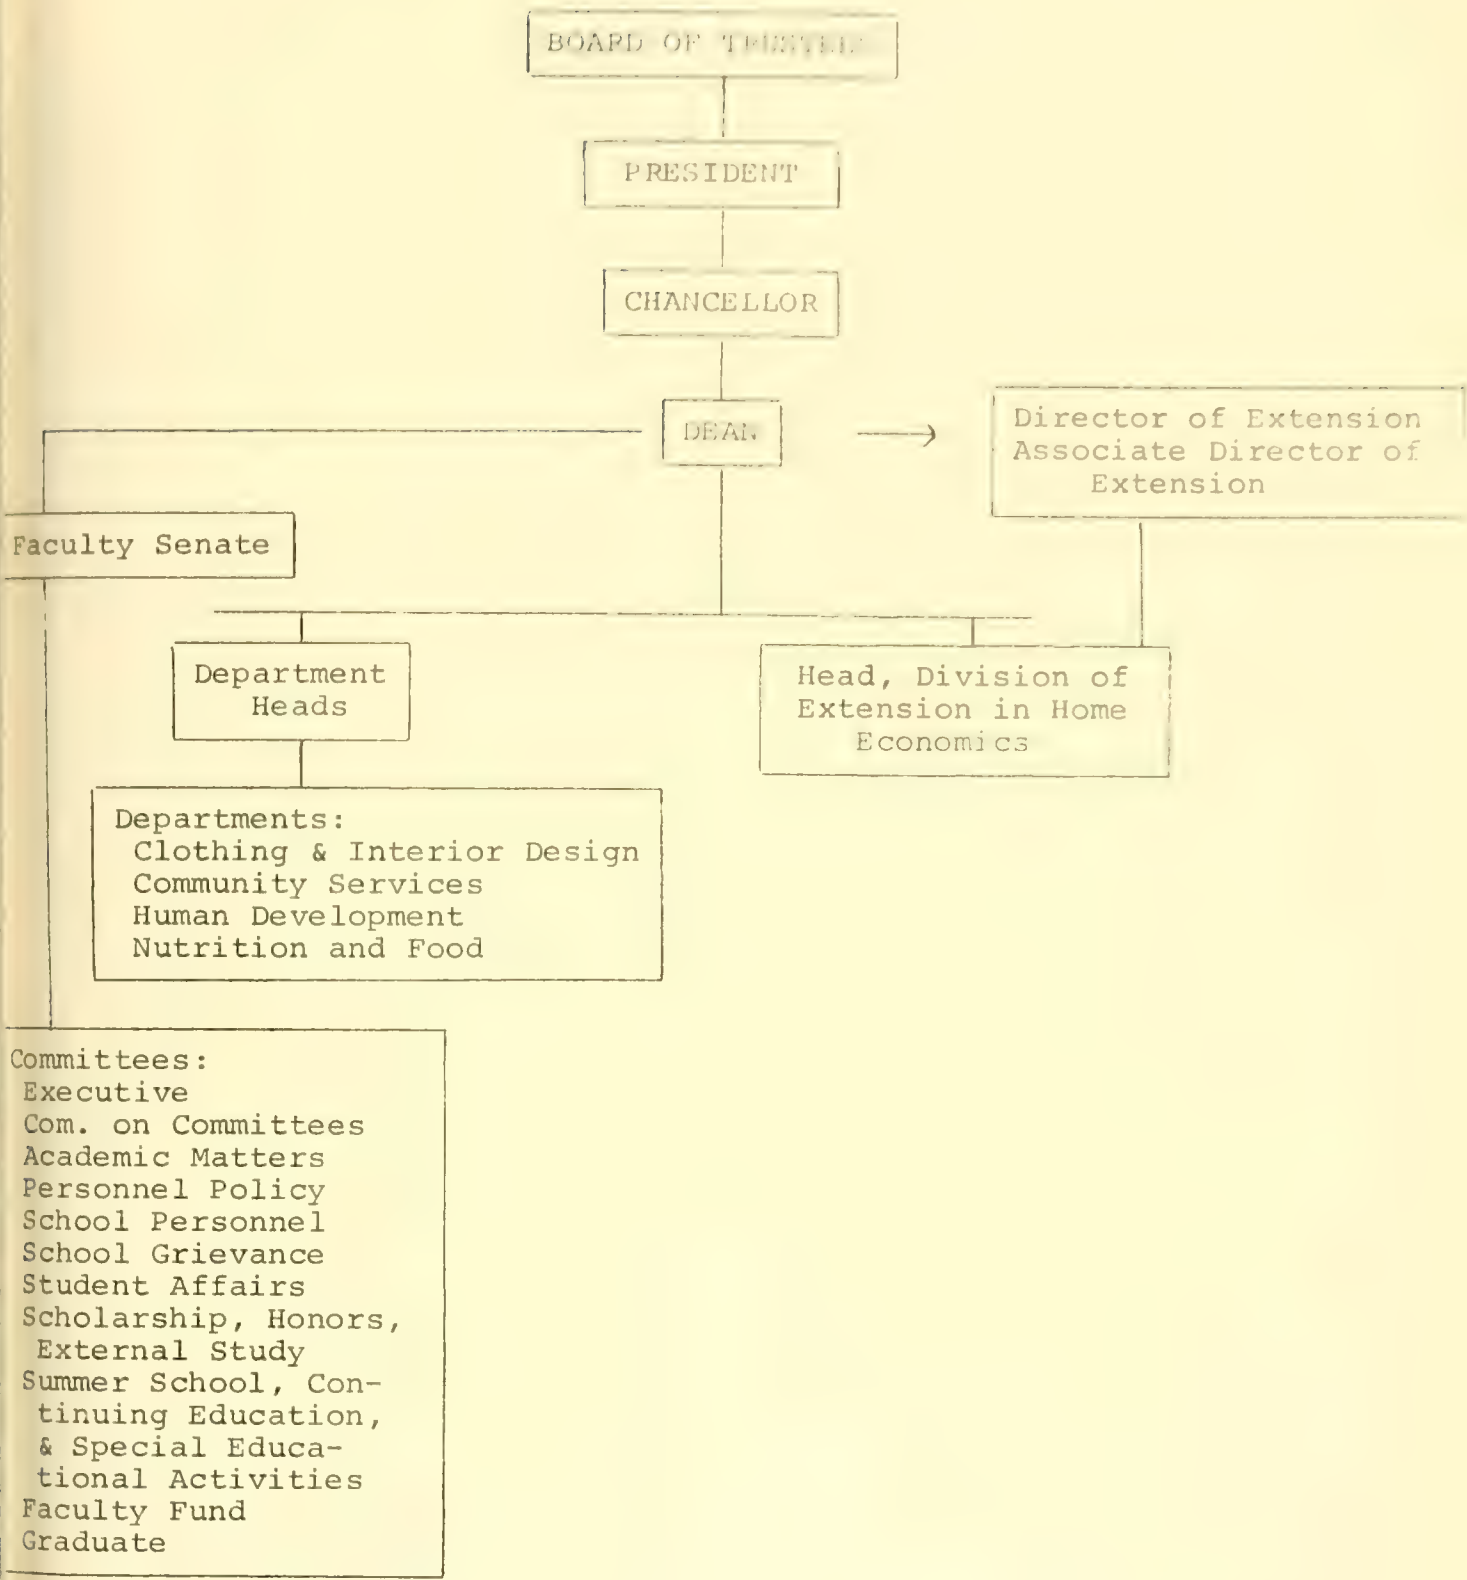 BOARD OF TRUSTEES
PRESIDENT
CHANCELLOR
DEAN
Director of Extension
Associate Director of
Extension
Faculty Senate
Department
Heads
Head, Division of
Extension in Home
Economics
Departments:
Clothing & Interior Design
Community Services
Human Development
Nutrition and Food
Committees:
Executive
Com. on Committees
Academic Matters
Personnel Policy
School Personnel
School Grievance
Student Affairs
Scholarship, Honors,
External Study
Summer School, Con-
tinuing Education,
& Special Educa-
tional Activities
Faculty Fund
Graduate